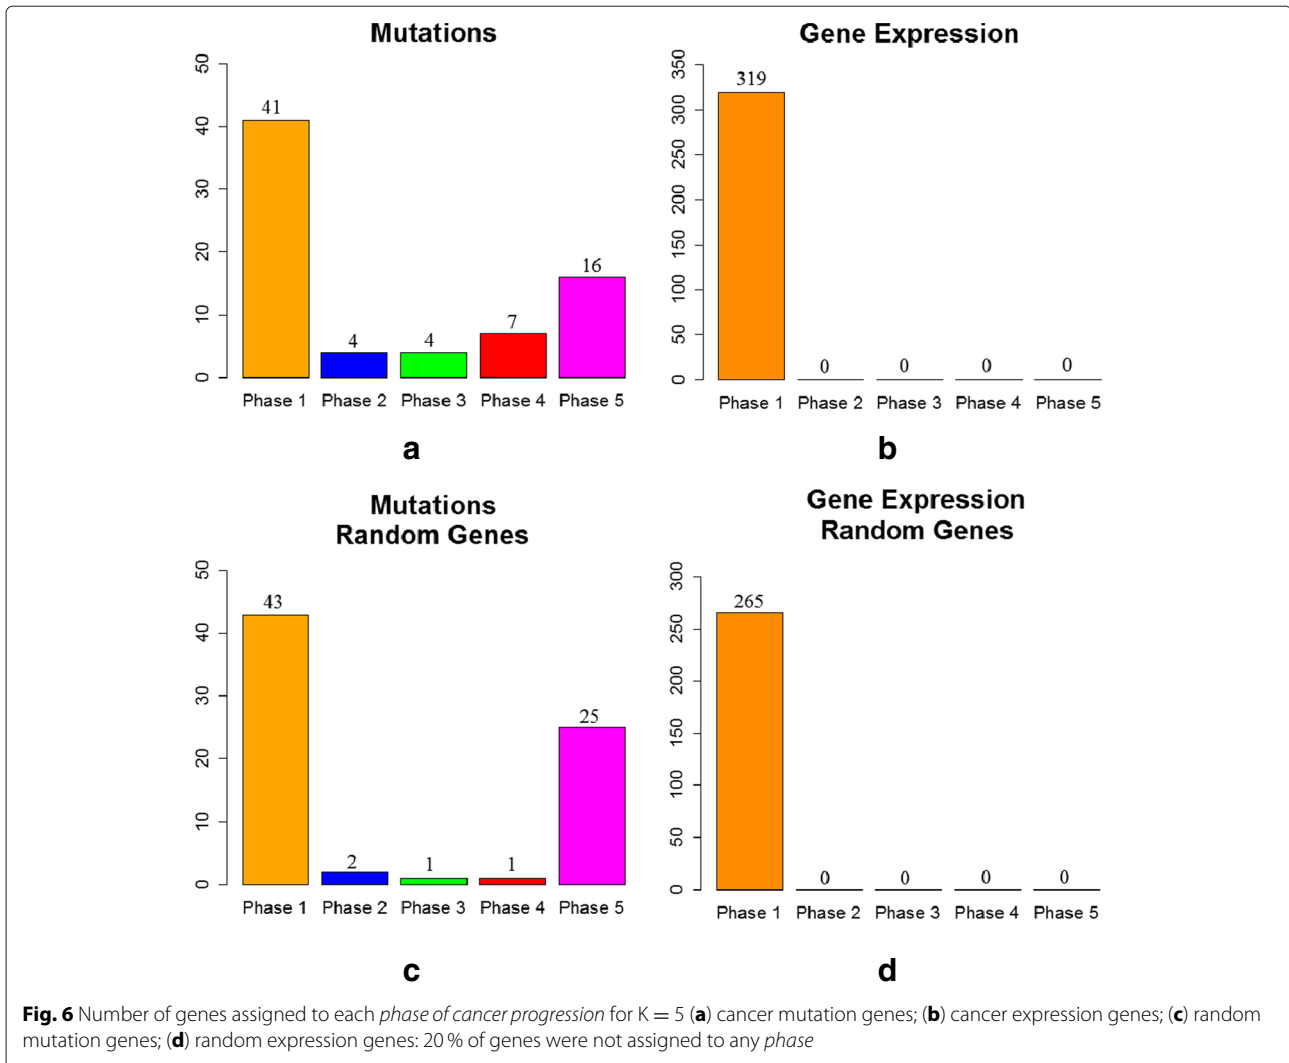 Mutations
50
40
30
20
10
0
41
4
4
7
16
Phase 1 Phase 2 Phase 3 Phase 4 Phase 5
a
Gene Expression
350
300
250
200
150
100
50
0
319
0
0
0
0
Phase 1 Phase 2 Phase 3 Phase 4 Phase 5
b
Mutations
Random Genes
50
40
30
20
10
0
43
2
1
1
25
Phase 1 Phase 2 Phase 3 Phase 4 Phase 5
c
Gene Expression
Random Genes
300
250
200
150
100
50
0
265
0
0
0
0
Phase 1 Phase 2 Phase 3 Phase 4 Phase 5
d
Fig. 6 Number of genes assigned to each phase of cancer progression for K = 5 (a) cancer mutation genes; (b) cancer expression genes; (c) random
mutation genes; (d) random expression genes: 20 % of genes were not assigned to any phase